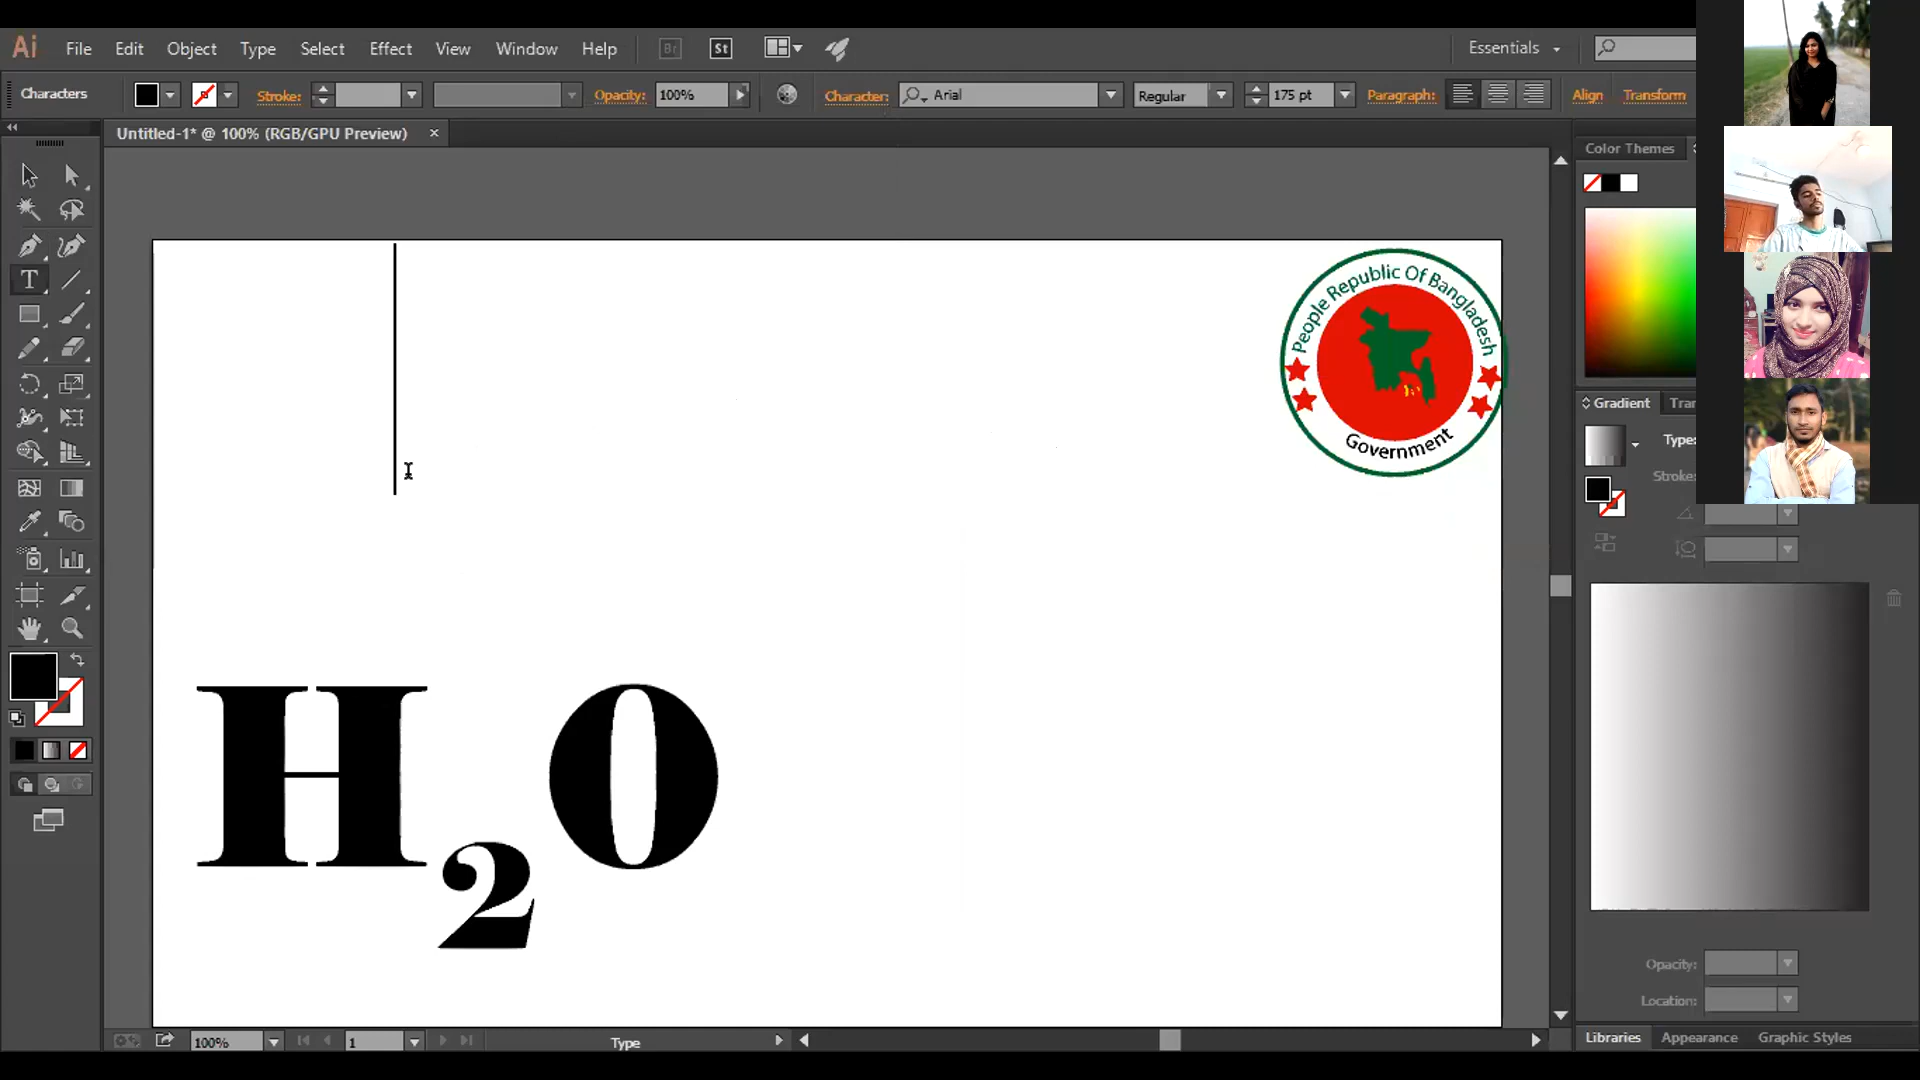 Ai File Edit Object Type Select Effect View Window Help Br St Essentials
Characters Stroke: Opacity: 100% Character: Arial Regular 175 pt Paragraph: Align Transform
Untitled-1* @ 100% (RGB/GPU Preview) ×
Color Themes
People Republic Of Bangladesh
Government
Gradient
Type:
Stroke:
H2O
Opacity:
Location:
100% 1 Type
Libraries Appearance Graphic Styles